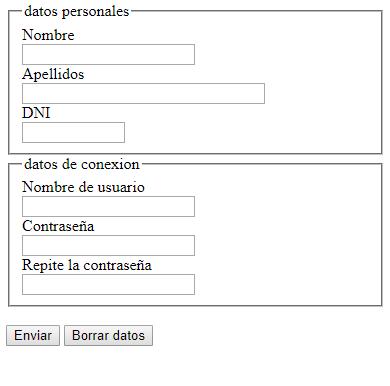 datos personales
Nombre
Apellidos
DNI
datos de conexion
Nombre de usuario
Contraseña
Repite la contraseña
Enviar Borrar datos